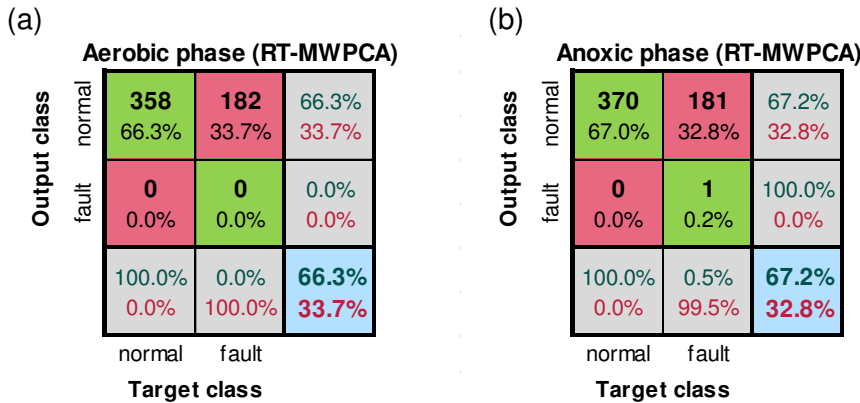 (a)
Aerobic phase (RT-MWPCA)
Output class
normal
fault
358
66.3%
182
33.7%
66.3%
33.7%
0
0.0%
0
0.0%
0.0%
0.0%
100.0%
0.0%
0.0%
100.0%
66.3%
33.7%
normal
fault
Target class
(b)
Anoxic phase (RT-MWPCA)
Output class
normal
fault
370
67.0%
181
32.8%
67.2%
32.8%
0
0.0%
1
0.2%
100.0%
0.0%
100.0%
0.0%
0.5%
99.5%
67.2%
32.8%
normal
fault
Target class